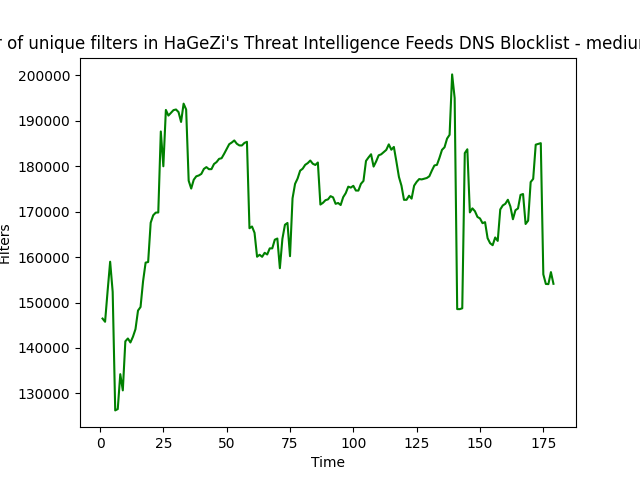 r of unique filters in HaGeZi's Threat Intelligence Feeds DNS Blocklist - medium
200000
190000
180000
170000
160000
150000
140000
130000
Filters
0 25 50 75 100 125 150 175
Time